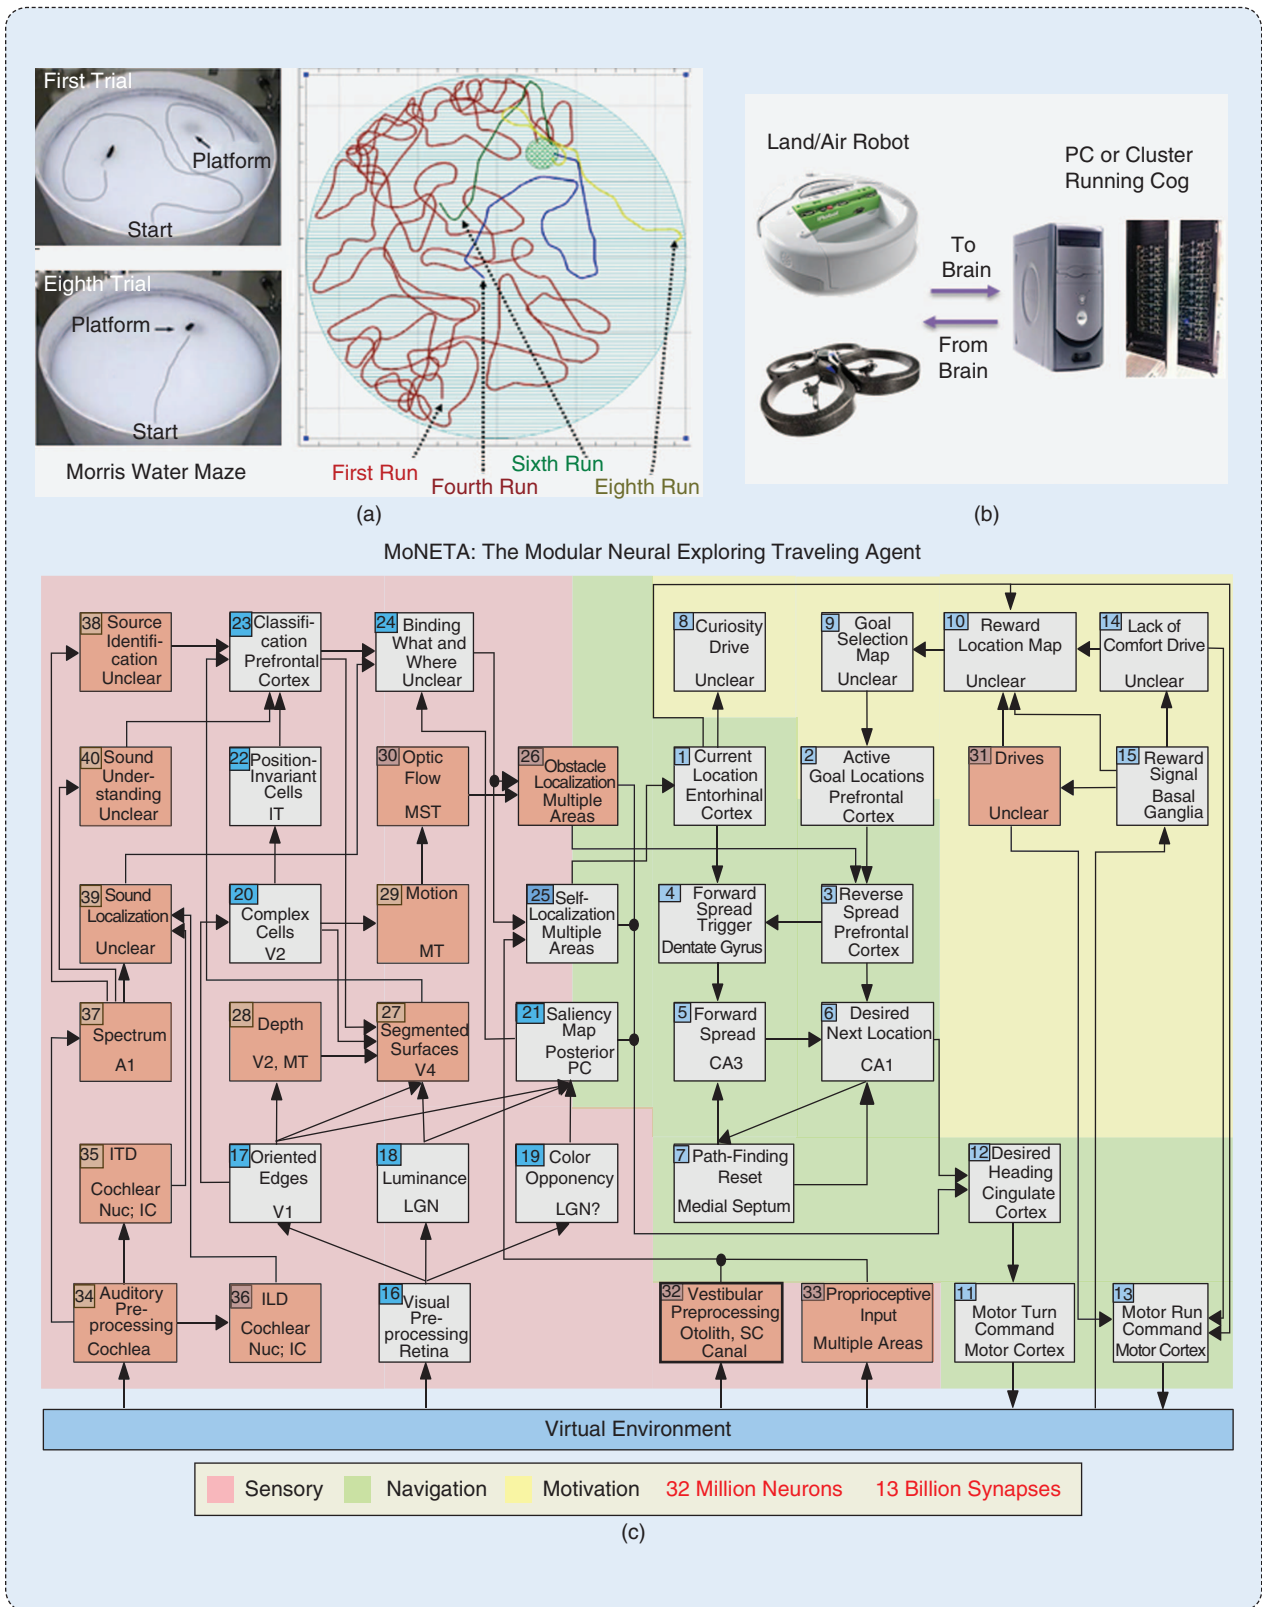 First Trial
Platform
Start
Eighth Trial
Platform
Start
Morris Water Maze
First Run
Fourth Run
Sixth Run
Eighth Run
(a)
Land/Air Robot
PC or Cluster
Running Cog
To
Brain
From
Brain
(b)
MoNETA: The Modular Neural Exploring Traveling Agent
38 Source
Identifi-
cation
Unclear
23 Classifi-
cation
Prefrontal
Cortex
24 Binding
What and
Where
Unclear
8 Curiosity
Drive
Unclear
9 Goal
Selection
Map
Unclear
10 Reward
Location Map
Unclear
14 Lack of
Comfort Drive
Unclear
40 Sound
Under-
standing
Unclear
22 Position-
Invariant
Cells
IT
30 Optic
Flow
MST
26 Obstacle
Localization
Multiple
Areas
1 Current
Location
Entorhinal
Cortex
2 Active
Goal Locations
Prefrontal
Cortex
31 Drives
Unclear
15 Reward
Signal
Basal
Ganglia
39 Sound
Localization
Unclear
20 Complex
Cells
V2
29 Motion
MT
25 Self-
Localization
Multiple
Areas
4 Forward
Spread
Trigger
Dentate Gyrus
3 Reverse
Spread
Prefrontal
Cortex
37 Spectrum
A1
28 Depth
V2, MT
27 Segmented
Surfaces
V4
21 Saliency
Map
Posterior
PC
5 Forward
Spread
CA3
6 Desired
Next Location
CA1
35 ITD
Cochlear
Nuc; IC
17 Oriented
Edges
V1
18 Luminance
LGN
19 Color
Opponency
LGN?
7 Path-Finding
Reset
Medial Septum
12 Desired
Heading
Cingulate
Cortex
34 Auditory
Pre-
processing
Cochlea
36 ILD
Cochlear
Nuc; IC
16 Visual
Pre-
processing
Retina
32 Vestibular
Preprocessing
Otolith, SC
Canal
33 Proprioceptive
Input
Multiple Areas
11 Motor Turn
Command
Motor Cortex
13 Motor Run
Command
Motor Cortex
Virtual Environment
Sensory Navigation Motivation 32 Million Neurons 13 Billion Synapses
(c)